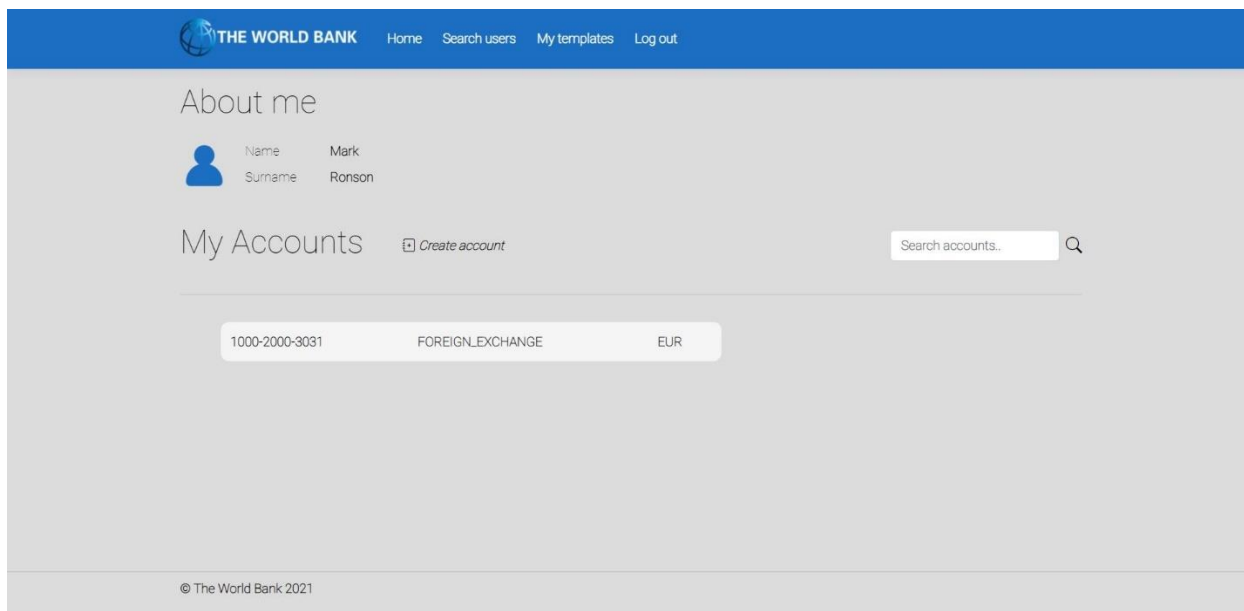 THE WORLD BANK Home Search users My templates Log out
About me
Name Mark
Surname Ronson
My Accounts Create account Search accounts..
1000-2000-3031 FOREIGN_EXCHANGE EUR
© The World Bank 2021